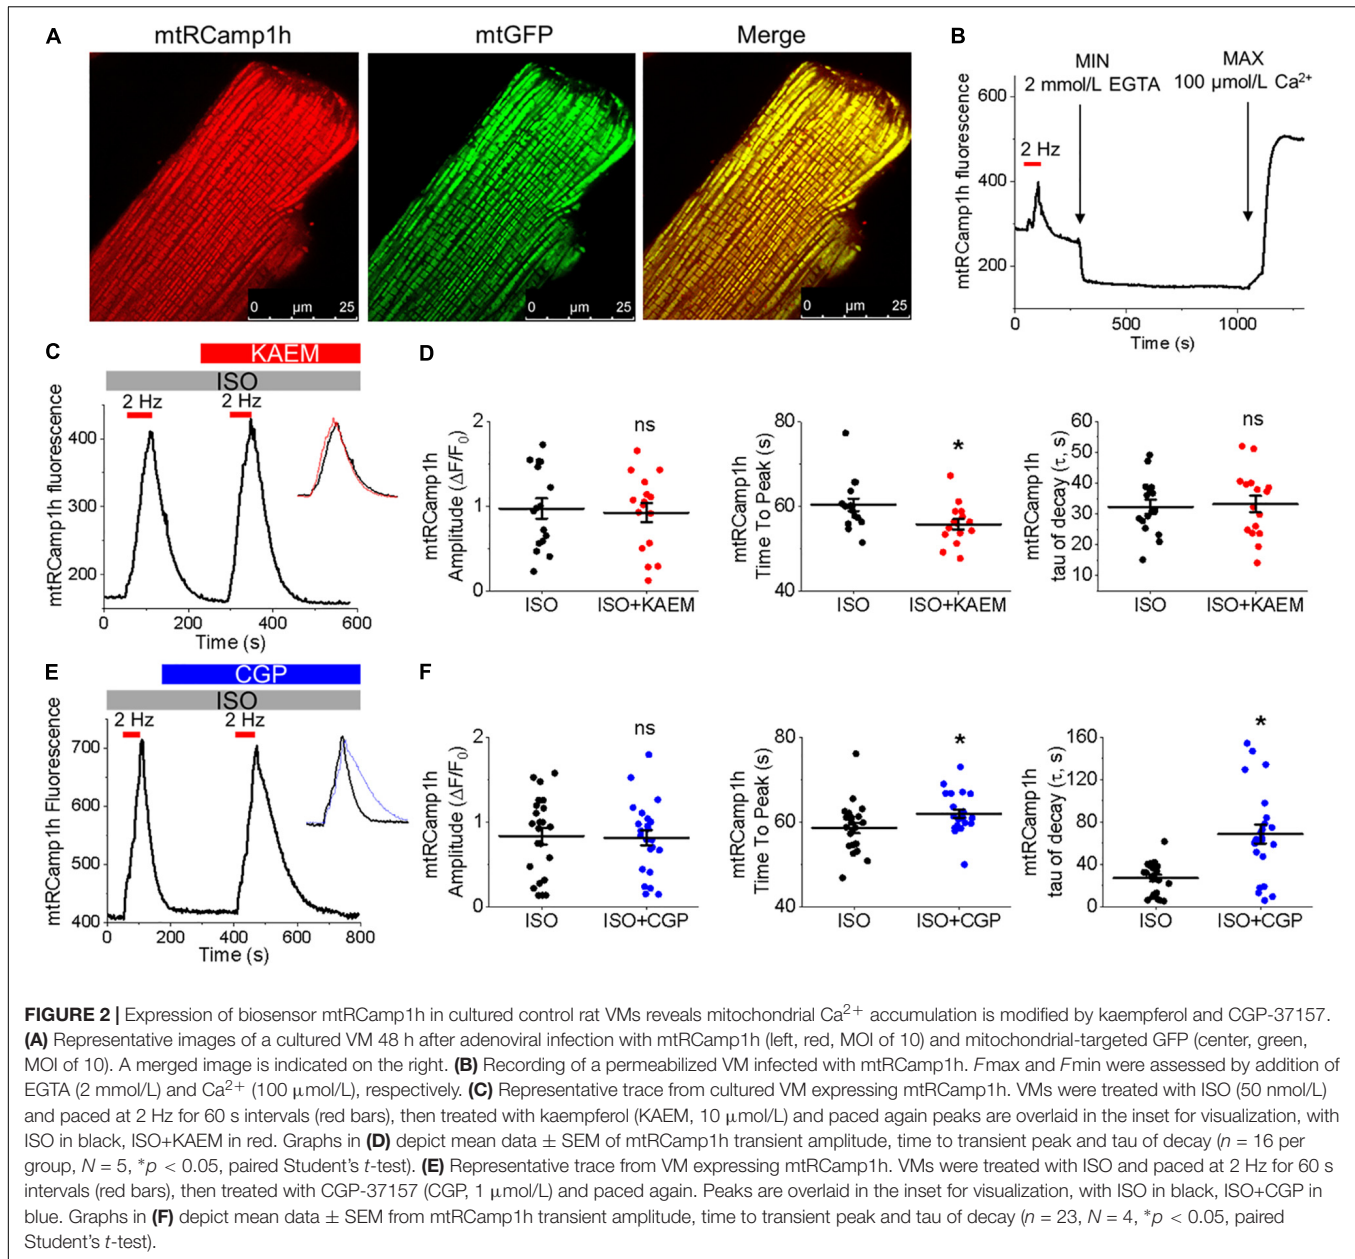 A
mtRCamp1h
mtGFP
Merge
0 µm 25
0 µm 25
0 µm 25
B
MIN
2 mmol/L EGTA
MAX
100 µmol/L Ca²⁺
2 Hz
mtRCamp1h fluorescence
600
400
200
0
500
1000
Time (s)
C
KAEM
ISO
2 Hz
2 Hz
mtRCamp1h fluorescence
400
300
200
0
200
400
600
Time (s)
D
mtRCamp1h
Amplitude (ΔF/F₀)
2
1
0
ns
ISO
ISO+KAEM
mtRCamp1h
Time To Peak (s)
80
60
40
*
ISO
ISO+KAEM
mtRCamp1h
tau of decay (τ, s)
60
50
40
30
20
10
ns
ISO
ISO+KAEM
E
CGP
ISO
2 Hz
2 Hz
mtRCamp 1h Fluorescence
700
600
500
400
0
200
400
600
800
Time (s)
F
mtRCamp1h
Amplitude (ΔF/F₀)
2
1
0
ns
ISO
ISO+CGP
mtRCamp1h
Time To Peak (s)
80
60
40
*
ISO
ISO+CGP
mtRCamp1h
tau of decay (τ, s)
160
120
80
40
0
*
ISO
ISO+CGP
FIGURE 2 | Expression of biosensor mtRCamp1h in cultured control rat VMs reveals mitochondrial Ca²⁺ accumulation is modified by kaempferol and CGP-37157.
(A) Representative images of a cultured VM 48 h after adenoviral infection with mtRCamp1h (left, red, MOI of 10) and mitochondrial-targeted GFP (center, green,
MOI of 10). A merged image is indicated on the right. (B) Recording of a permeabilized VM infected with mtRCamp1h. Fmax and Fmin were assessed by addition of
EGTA (2 mmol/L) and Ca²⁺ (100 µmol/L), respectively. (C) Representative trace from cultured VM expressing mtRCamp1h. VMs were treated with ISO (50 nmol/L)
and paced at 2 Hz for 60 s intervals (red bars), then treated with kaempferol (KAEM, 10 µmol/L) and paced again peaks are overlaid in the inset for visualization, with
ISO in black, ISO+KAEM in red. Graphs in (D) depict mean data ± SEM of mtRCamp1h transient amplitude, time to transient peak and tau of decay (n = 16 per
group, N = 5, *p < 0.05, paired Student's t-test). (E) Representative trace from VM expressing mtRCamp1h. VMs were treated with ISO and paced at 2 Hz for 60 s
intervals (red bars), then treated with CGP-37157 (CGP, 1 µmol/L) and paced again. Peaks are overlaid in the inset for visualization, with ISO in black, ISO+CGP in
blue. Graphs in (F) depict mean data ± SEM from mtRCamp1h transient amplitude, time to transient peak and tau of decay (n = 23, N = 4, *p < 0.05, paired
Student's t-test).